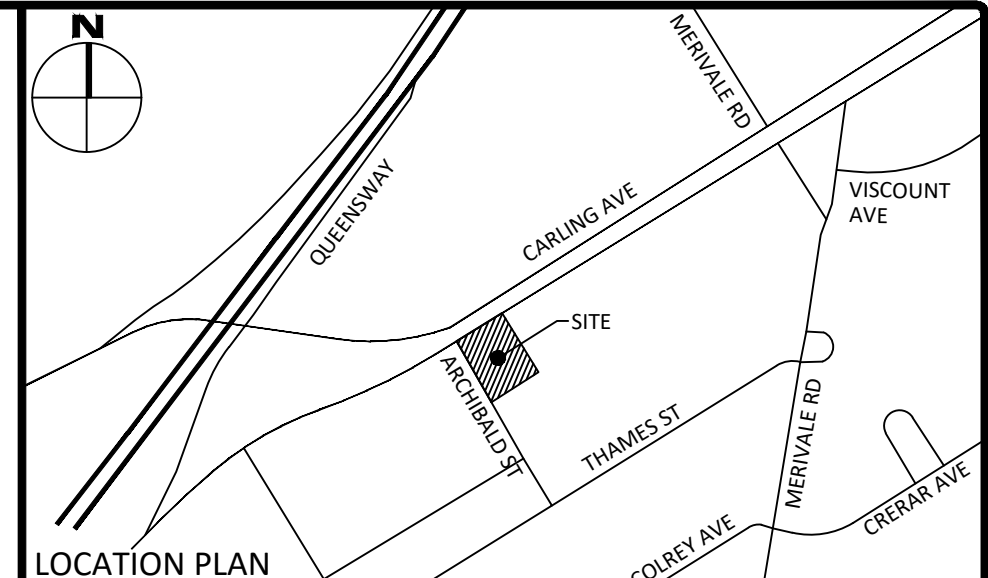 N
MERIVALE RD
QUEENSWAY
CARLING AVE
VISCOUNT
AVE
SITE
ARCHIBALD ST
THAMES ST
MERIVALE RD
CRERAR AVE
COLREY AVE
LOCATION PLAN